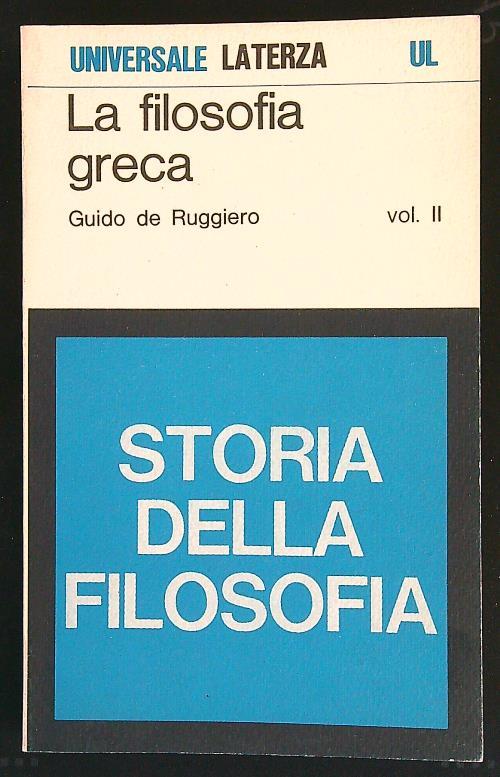 UNIVERSALE LATERZA UL
La filosofia
greca
Guido de Ruggiero vol. II
STORIA
DELLA
FILOSOFIA